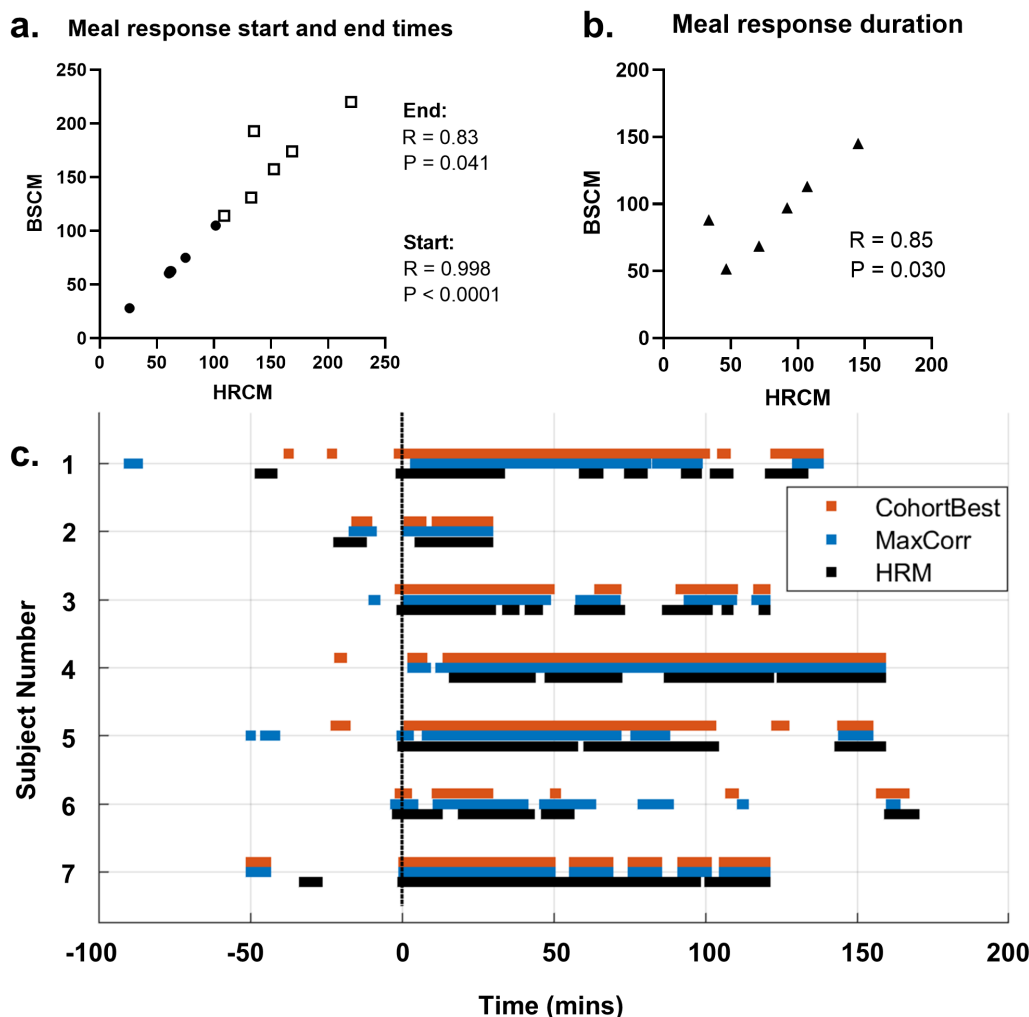 a. Meal response start and end times
250
200
150
100
50
0
BSCM
0 50 100 150 200 250
HRCM
End:
R = 0.83
P = 0.041
Start:
R = 0.998
P < 0.0001
b. Meal response duration
200
150
100
50
0
BSCM
0 50 100 150 200
HRCM
R = 0.85
P = 0.030
c.
1
2
3
4
5
6
7
Subject Number
CohortBest
MaxCorr
HRM
-100 -50 0 50 100 150 200
Time (mins)